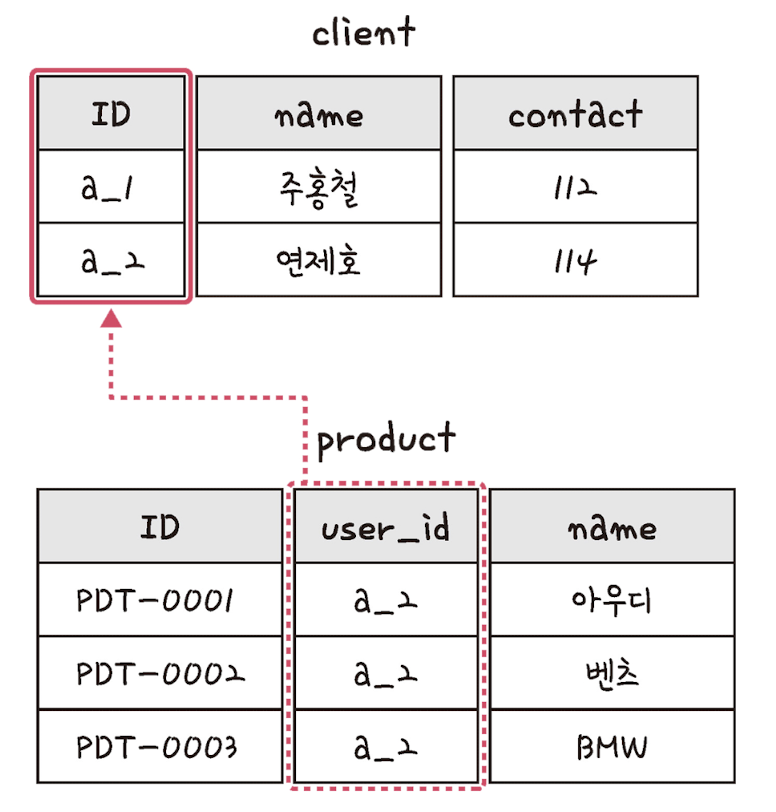 client
ID name contact
a_1 주홍철 112
a_2 연제호 114
product
ID user_id name
PDT-0001 a_2 아우디
PDT-0002 a_2 벤츠
PDT-0003 a_2 BMW